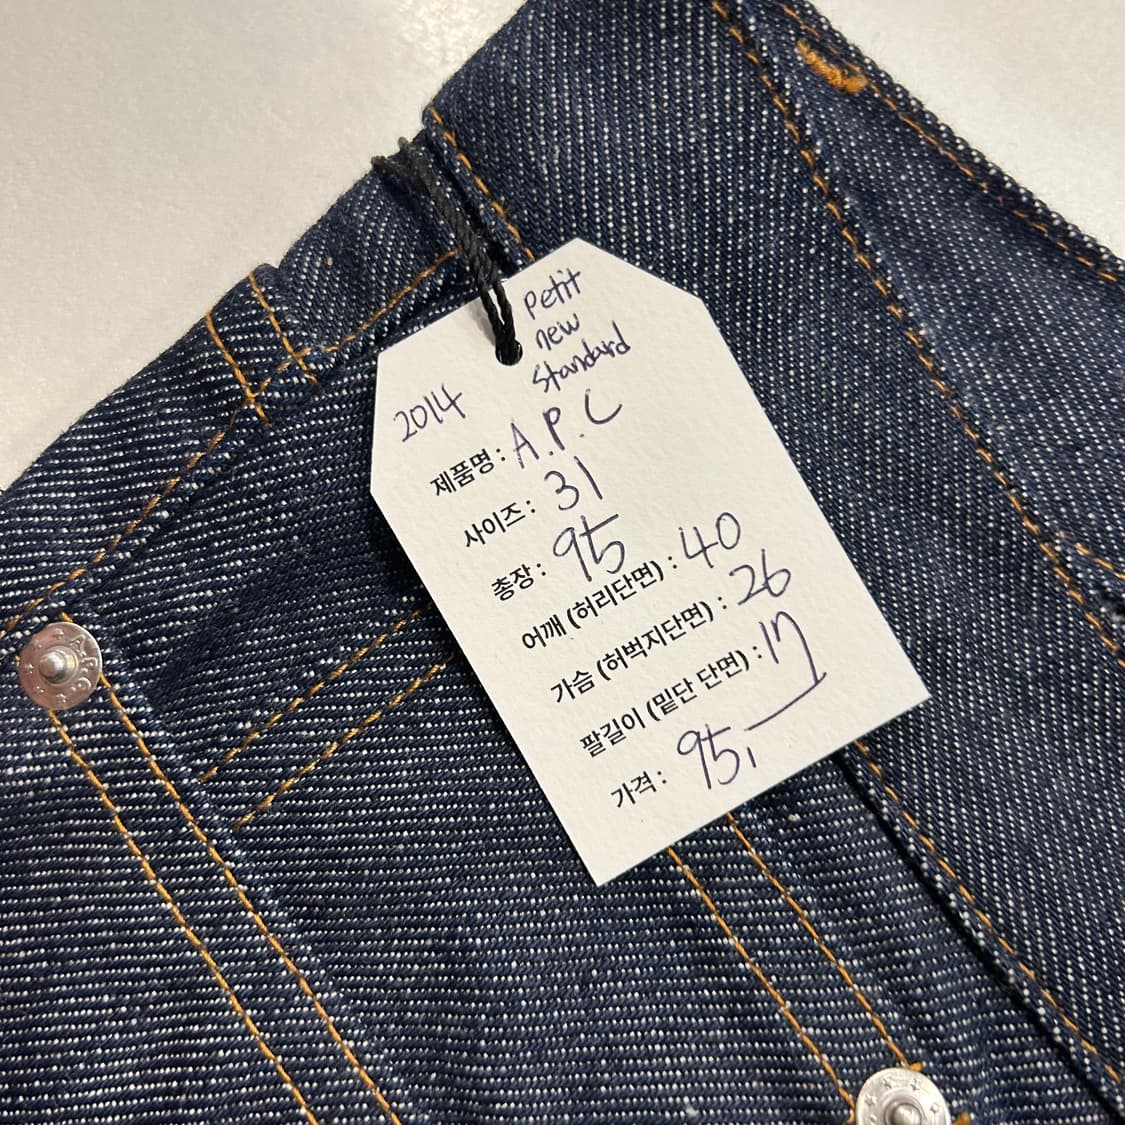 Petit
new
Standard
2014
제품명 : A.P.C
사이즈 : 31
총장 : 95
어깨 (허리단면) : 40
가슴 (허벅지단면) : 26
팔길이 (밑단 단면) : 17
가격 : 95,-
A.P.C